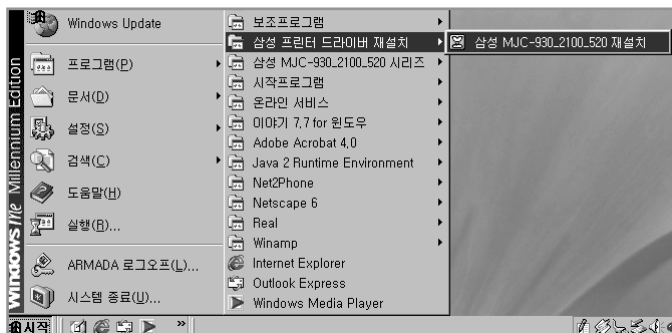 Windows Me Millennium Edition
Windows Update
프로그램(P)
문서(D)
설정(S)
검색(C)
도움말(H)
실행(R)...
ARMADA 로그오프(L)...
시스템 종료(U)...
보조프로그램
삼성 프린터 드라이버 재설치
삼성 MJC-930_2100_520 시리즈
시작프로그램
온라인 서비스
이야기 7.7 for 윈도우
Adobe Acrobat 4.0
Java 2 Runtime Environment
Net2Phone
Netscape 6
Real
Winamp
Internet Explorer
Outlook Express
Windows Media Player
삼성 MJC-930_2100_520 재설치
시작